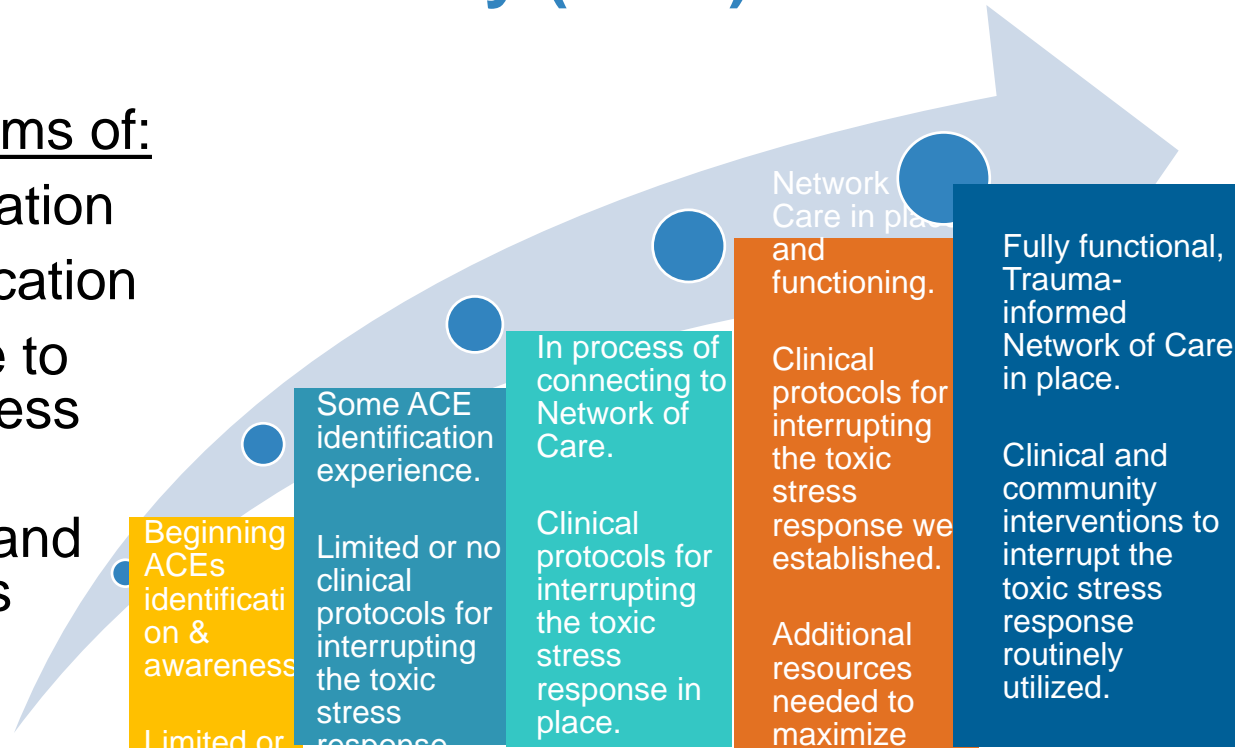 ms of:
ation
cation
e to
ess
and
s
Beginning
ACEs
identificati
on &
awareness
Limited or
Some ACE
identification
experience.
Limited or no
clinical
protocols for
interrupting
the toxic
stress
response
In process of
connecting to
Network of
Care.
Clinical
protocols for
interrupting
the toxic
stress
response in
place.
Network
Care in place
and
functioning.
Clinical
protocols for
interrupting
the toxic
stress
response we
established.
Additional
resources
needed to
maximize
Fully functional,
Trauma-
informed
Network of Care
in place.
Clinical and
community
interventions to
interrupt the
toxic stress
response
routinely
utilized.